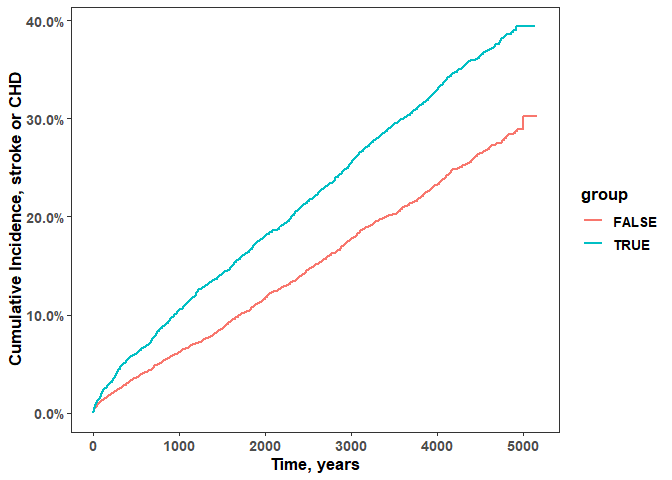 Cumulative Incidence, stroke or CHD
40.0%
30.0%
20.0%
10.0%
0.0%
0 1000 2000 3000 4000 5000
Time, years
group
FALSE
TRUE